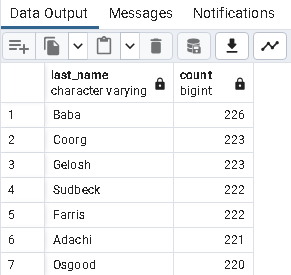 Data Output Messages Notifications
last_name count
character varying bigint
1 Baba 226
2 Coorg 223
3 Gelosh 223
4 Sudbeck 222
5 Farris 222
6 Adachi 221
7 Osgood 220